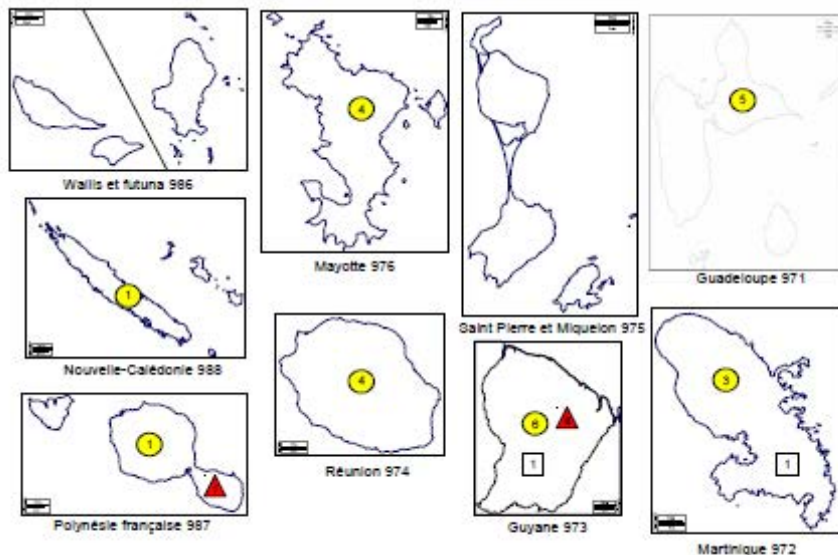 4
5
Wallis et futuna 986
Mayotte 976
Guadeloupe 971
1
Saint Pierre et Miquelon 975
Nouvelle-Calédonie 988
4
3
6
1
1
1
Réunion 974
Polynésie française 987
Guyane 973
Martinique 972